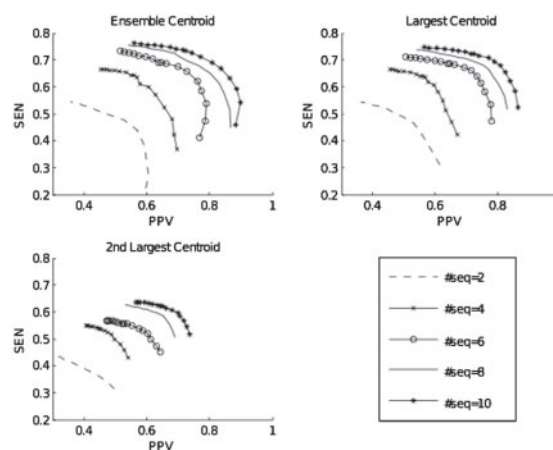 Ensemble Centroid
0.8
0.7
0.6
0.5
0.4
0.3
0.2
SEN
0.4
0.6
0.8
1
PPV
Largest Centroid
0.8
0.7
0.6
0.5
0.4
0.3
0.2
SEN
0.4
0.6
0.8
PPV
2nd Largest Centroid
0.8
0.7
0.6
0.5
0.4
0.3
0.2
SEN
0.4
0.6
0.8
1
PPV
#seq=2
#seq=4
#seq=6
#seq=8
#seq=10